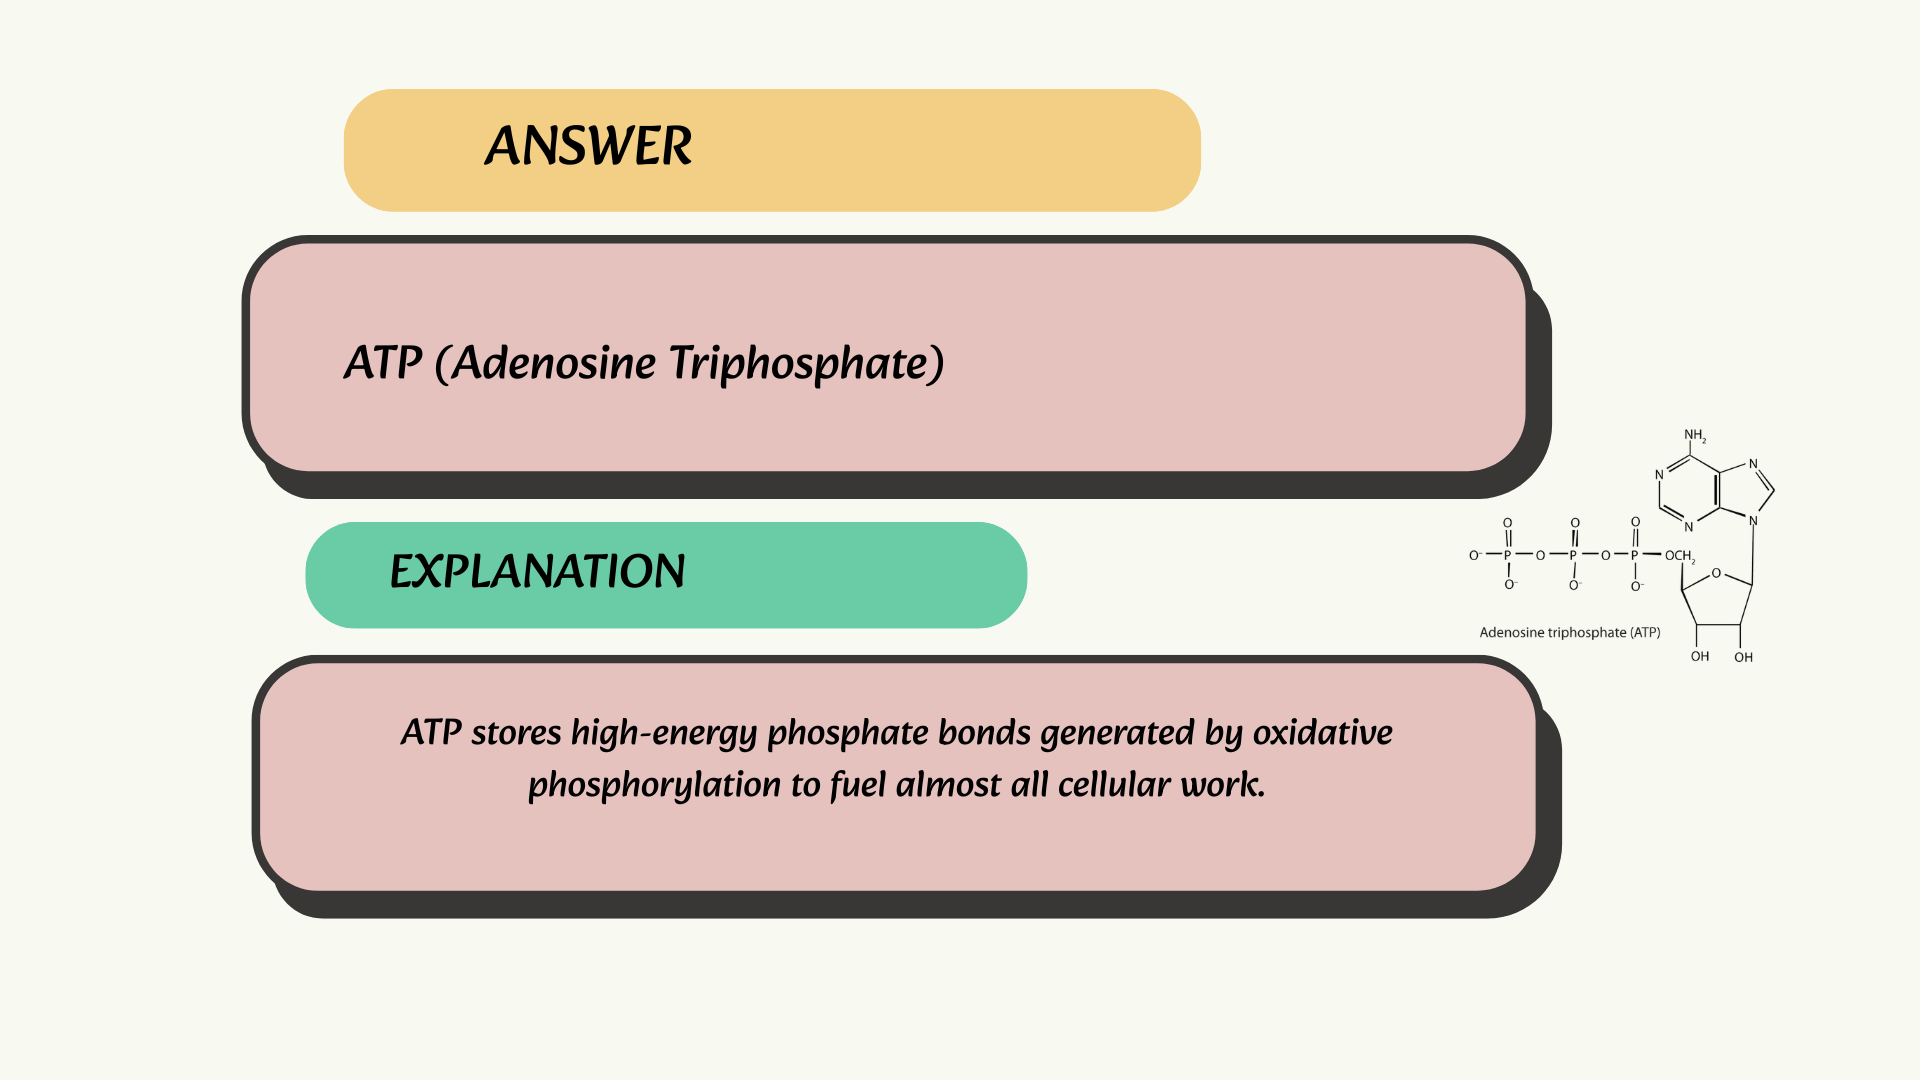 ANSWER
ATP (Adenosine Triphosphate)
EXPLANATION
ATP stores high-energy phosphate bonds generated by oxidative
phosphorylation to fuel almost all cellular work.
NH₂
N N
N N
O O O
O⁻ P O P O P OCH₂
O⁻ O⁻ O⁻ O
Adenosine triphosphate (ATP)
OH OH